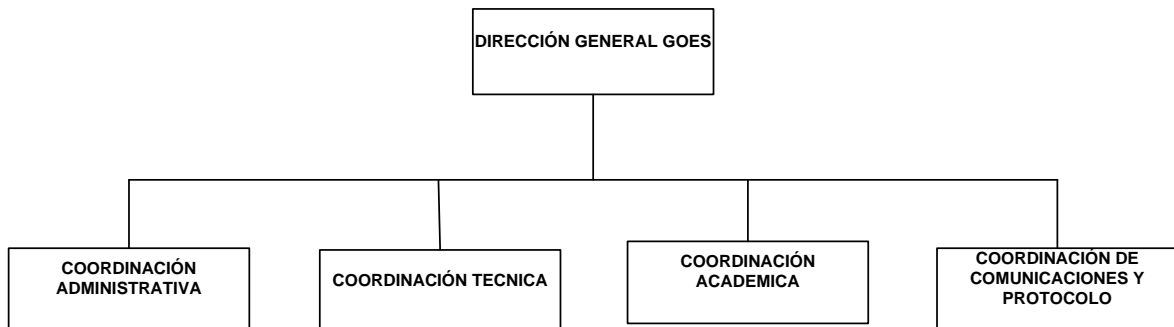 DIRECCIÓN GENERAL GOES
COORDINACIÓN
ADMINISTRATIVA
COORDINACIÓN TECNICA
COORDINACIÓN
ACADEMICA
COORDINACIÓN DE
COMUNICACIONES Y
PROTOCOLO